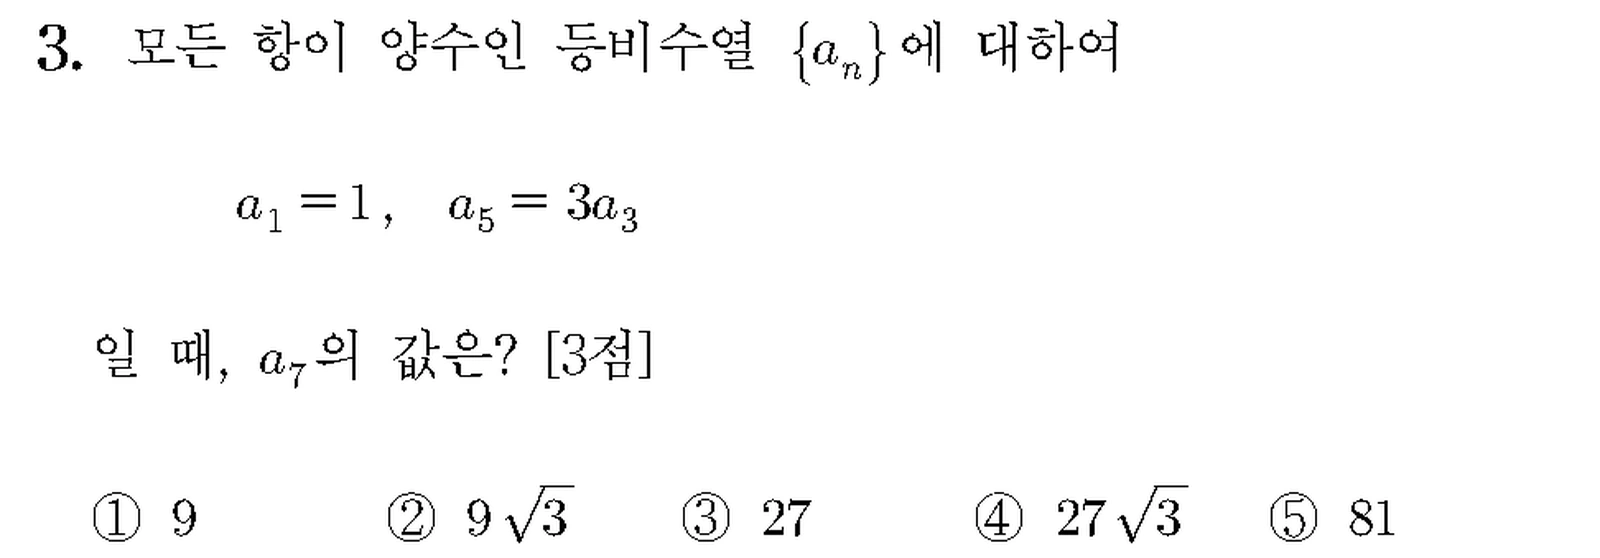 3. 모든 항이 양수인 등비수열 {aₙ}에 대하여
a₁ = 1, a₅ = 3a₃
일 때, a₇의 값은? [3점]
① 9 ② 9√3 ③ 27 ④ 27√3 ⑤ 81